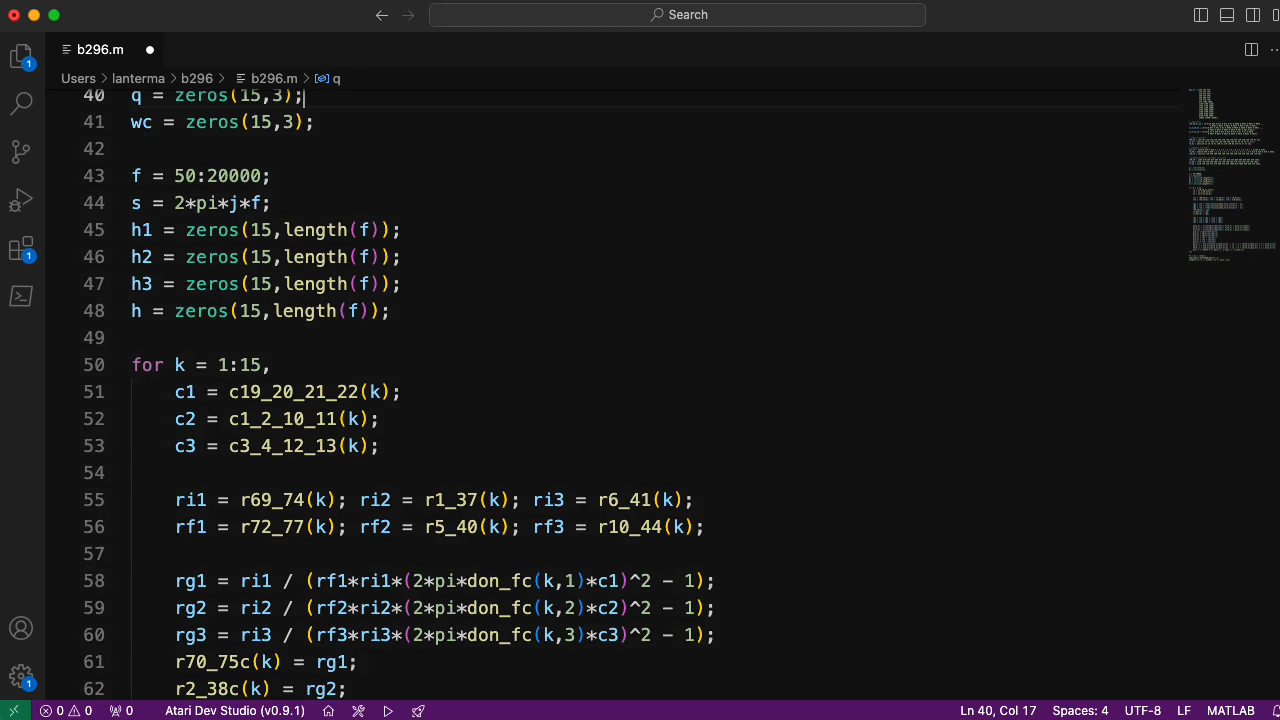 Search
b296.m
Users > lanterma > b296 > b296.m > q
40 q = zeros(15,3);
41 wc = zeros(15,3);
42
43 f = 50:20000;
44 s = 2*pi*j*f;
45 h1 = zeros(15,length(f));
46 h2 = zeros(15,length(f));
47 h3 = zeros(15,length(f));
48 h = zeros(15,length(f));
49
50 for k = 1:15,
51 c1 = c19_20_21_22(k);
52 c2 = c1_2_10_11(k);
53 c3 = c3_4_12_13(k);
54
55 ri1 = r69_74(k); ri2 = r1_37(k); ri3 = r6_41(k);
56 rf1 = r72_77(k); rf2 = r5_40(k); rf3 = r10_44(k);
57
58 rg1 = ri1 / (rf1*ri1*(2*pi*don_fc(k,1)*c1)^2 - 1);
59 rg2 = ri2 / (rf2*ri2*(2*pi*don_fc(k,2)*c2)^2 - 1);
60 rg3 = ri3 / (rf3*ri3*(2*pi*don_fc(k,3)*c3)^2 - 1);
61 r70_75c(k) = rg1;
62 r2_38c(k) = rg2;
1
1
1
0 0 0 Atari Dev Studio (v0.9.1) Ln 40, Col 17 Spaces: 4 UTF-8 LF MATLAB